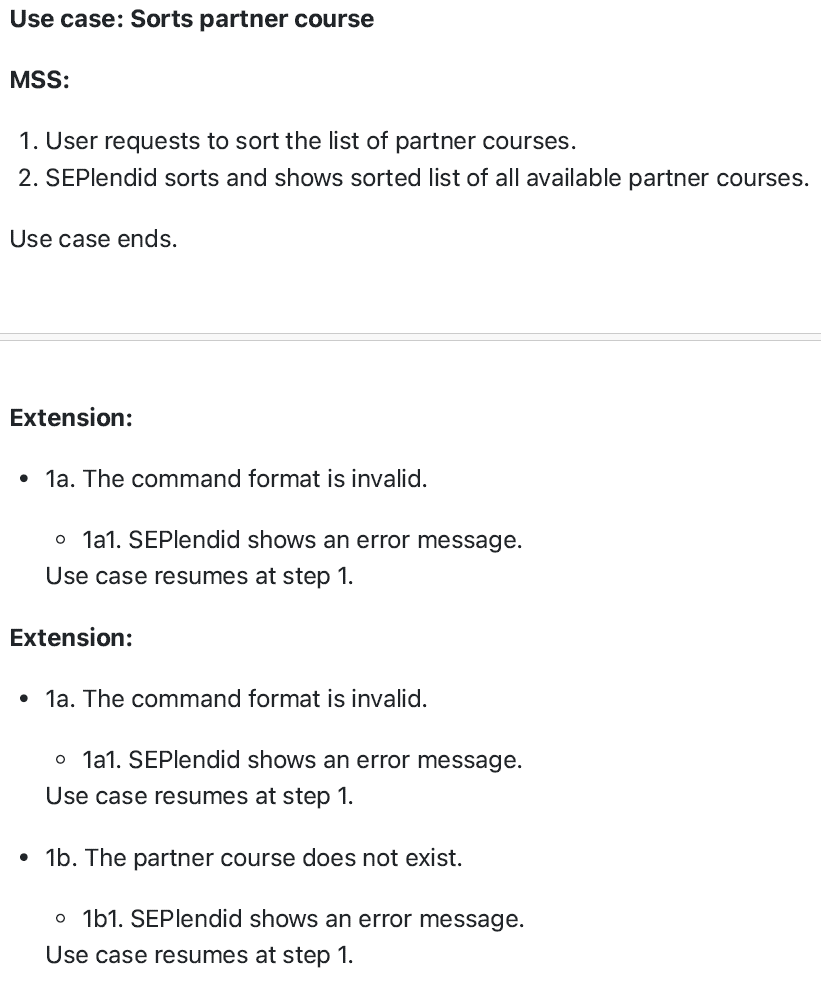 Use case: Sorts partner course
MSS:
1. User requests to sort the list of partner courses.
2. SEPlendid sorts and shows sorted list of all available partner courses.
Use case ends.
Extension:
• 1a. The command format is invalid.
○ 1a1. SEPlendid shows an error message.
Use case resumes at step 1.
Extension:
• 1a. The command format is invalid.
○ 1a1. SEPlendid shows an error message.
Use case resumes at step 1.
• 1b. The partner course does not exist.
○ 1b1. SEPlendid shows an error message.
Use case resumes at step 1.